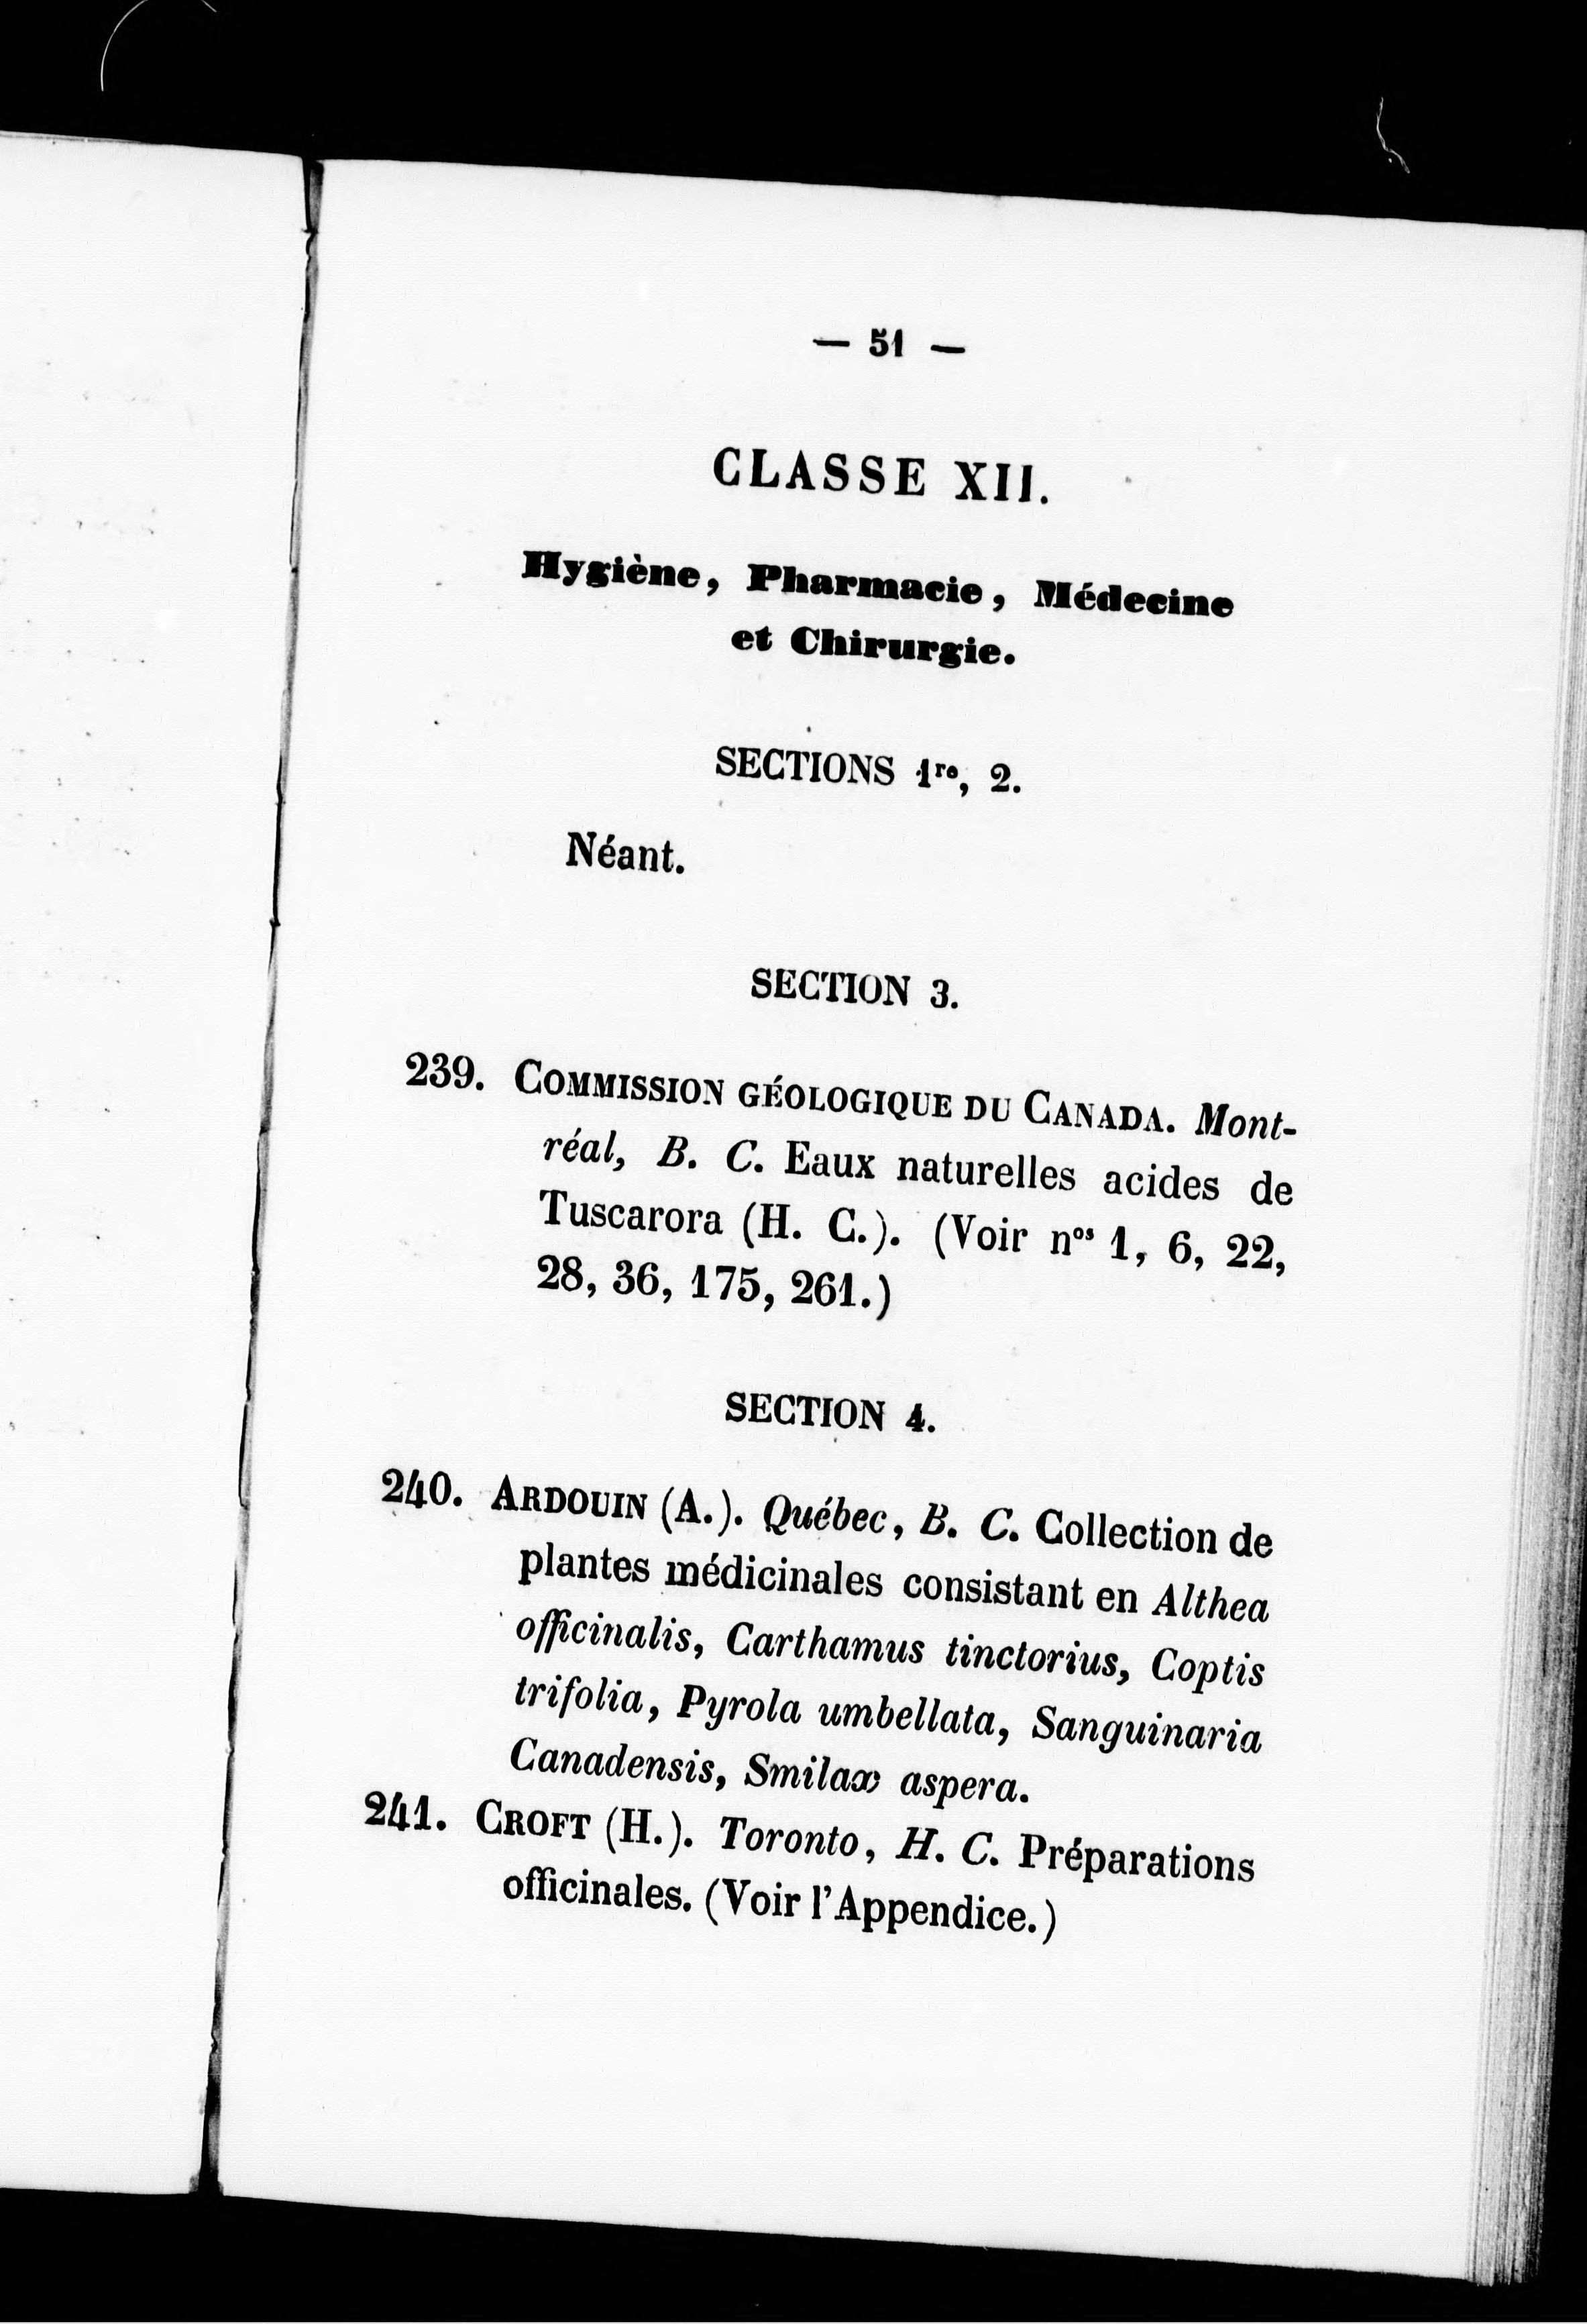 — 51 —
CLASSE XII.
Hygiène, Pharmacie, Médecine
et Chirurgie.
SECTIONS 1re, 2.
Néant.
SECTION 3.
239. COMMISSION GÉOLOGIQUE DU CANADA. Mont-
réal, B. C. Eaux naturelles acides de
Tuscarora (H. C.). (Voir nos 1, 6, 22,
28, 36, 175, 261.)
SECTION 4.
240. ARDOUIN (A.). Québec, B. C. Collection de
plantes médicinales consistant en Althea
officinalis, Carthamus tinctorius, Coptis
trifolia, Pyrola umbellata, Sanguinaria
Canadensis, Smilax aspera.
241. CROFT (H.). Toronto, H. C. Préparations
officinales. (Voir l'Appendice.)